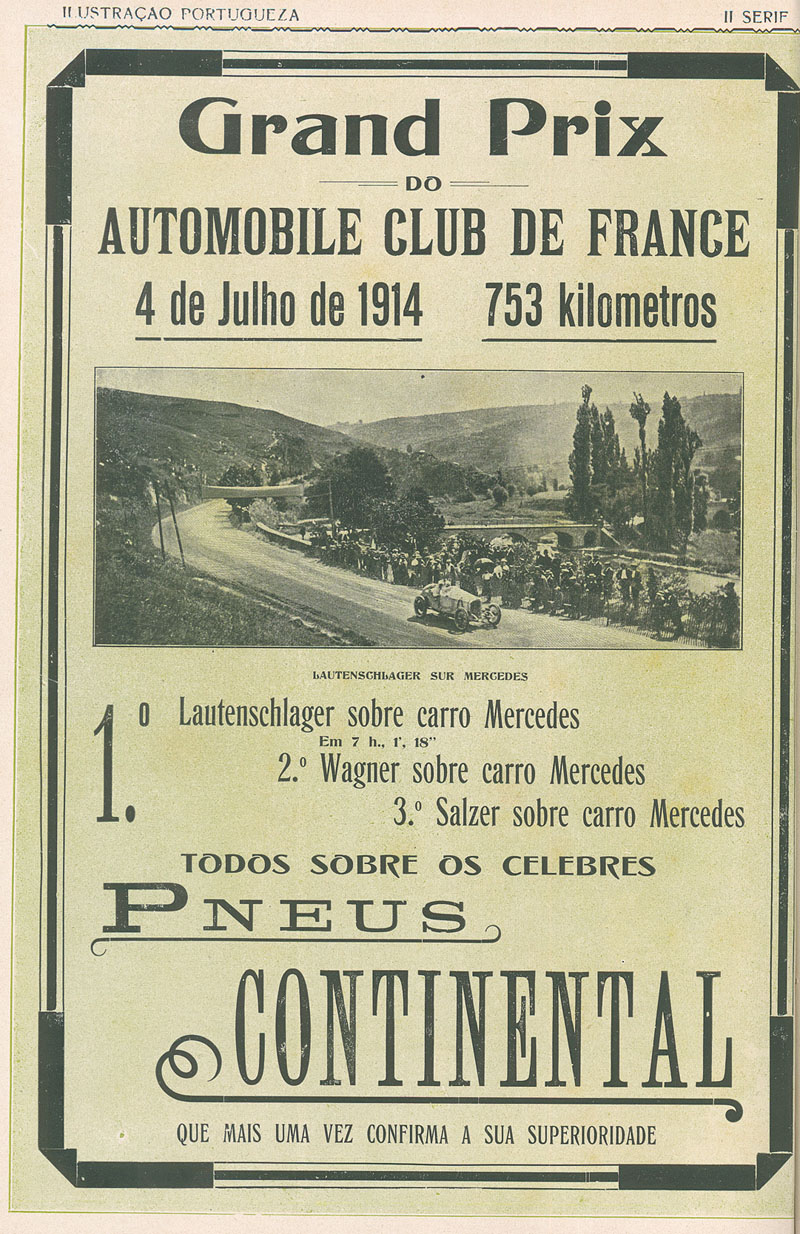 ILUSTRAÇÃO PORTUGUEZA
II SERIE
Grand Prix
DO
AUTOMOBILE CLUB DE FRANCE
4 de Julho de 1914 753 kilometros
LAUTENSCHLAGER SUR MERCEDES
1.º Lautenschlager sobre carro Mercedes
Em 7 h., 1', 18"
2.º Wagner sobre carro Mercedes
3.º Salzer sobre carro Mercedes
TODOS SOBRE OS CELEBRES
PNEUS
CONTINENTAL
QUE MAIS UMA VEZ CONFIRMA A SUA SUPERIORIDADE